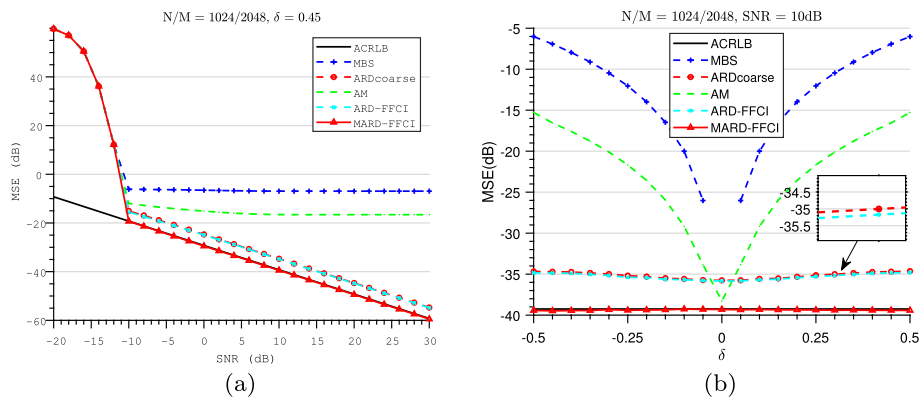 N/M = 1024/2048, δ = 0.45
ACRLB
MBS
ARDcoarse
AM
ARD-FFCI
MARD-FFCI
MSE (dB)
40
20
0
-20
-40
-60
-20
-15
-10
-5
0
5
10
15
20
25
30
SNR (dB)
(a)
N/M = 1024/2048, SNR = 10dB
ACRLB
MBS
ARDcoarse
AM
ARD-FFCI
MARD-FFCI
MSE(dB)
-5
-10
-15
-20
-25
-30
-35
-40
-34.5
-35
-35.5
-0.5
-0.25
0
0.25
0.5
δ
(b)